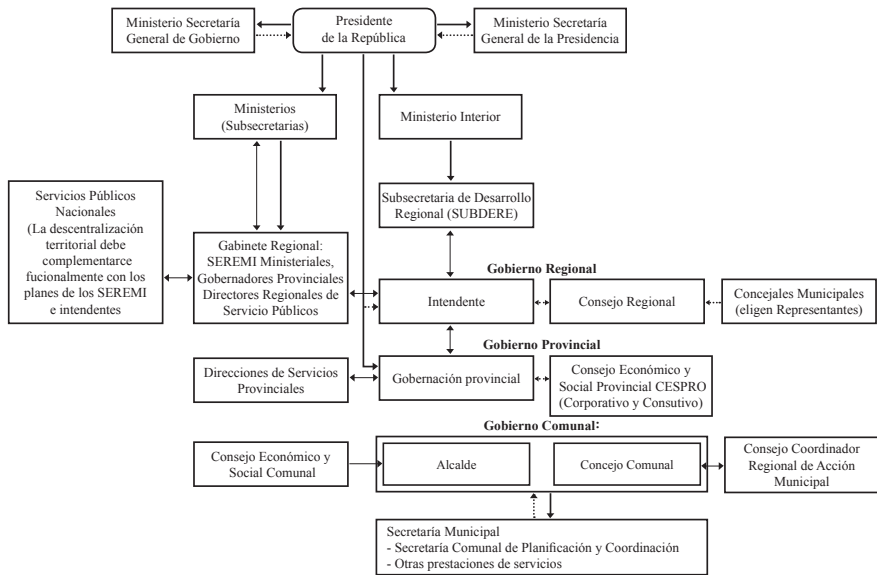 Ministerio Secretaría
General de Gobierno
Presidente
de la República
Ministerio Secretaría
General de la Presidencia
Ministerios
(Subsecretarias)
Ministerio Interior
Servicios Públicos
Nacionales
(La descentralización
territorial debe
complementarce
fucionalmente con los
planes de los SEREMI
e intendentes
Gabinete Regional:
SEREMI Ministeriales,
Gobernadores Provinciales
Directores Regionales de
Servicio Públicos
Subsecretaria de Desarrollo
Regional (SUBDERE)
Gobierno Regional
Intendente
Consejo Regional
Concejales Municipales
(eligen Representantes)
Gobierno Provincial
Direcciones de Servicios
Provinciales
Gobernación provincial
Consejo Económico y
Social Provincial CESPRO
(Corporativo y Consutivo)
Gobierno Comunal:
Consejo Económico y
Social Comunal
Alcalde
Concejo Comunal
Consejo Coordinador
Regional de Acción
Municipal
Secretaría Municipal
- Secretaría Comunal de Planificación y Coordinación
- Otras prestaciones de servicios